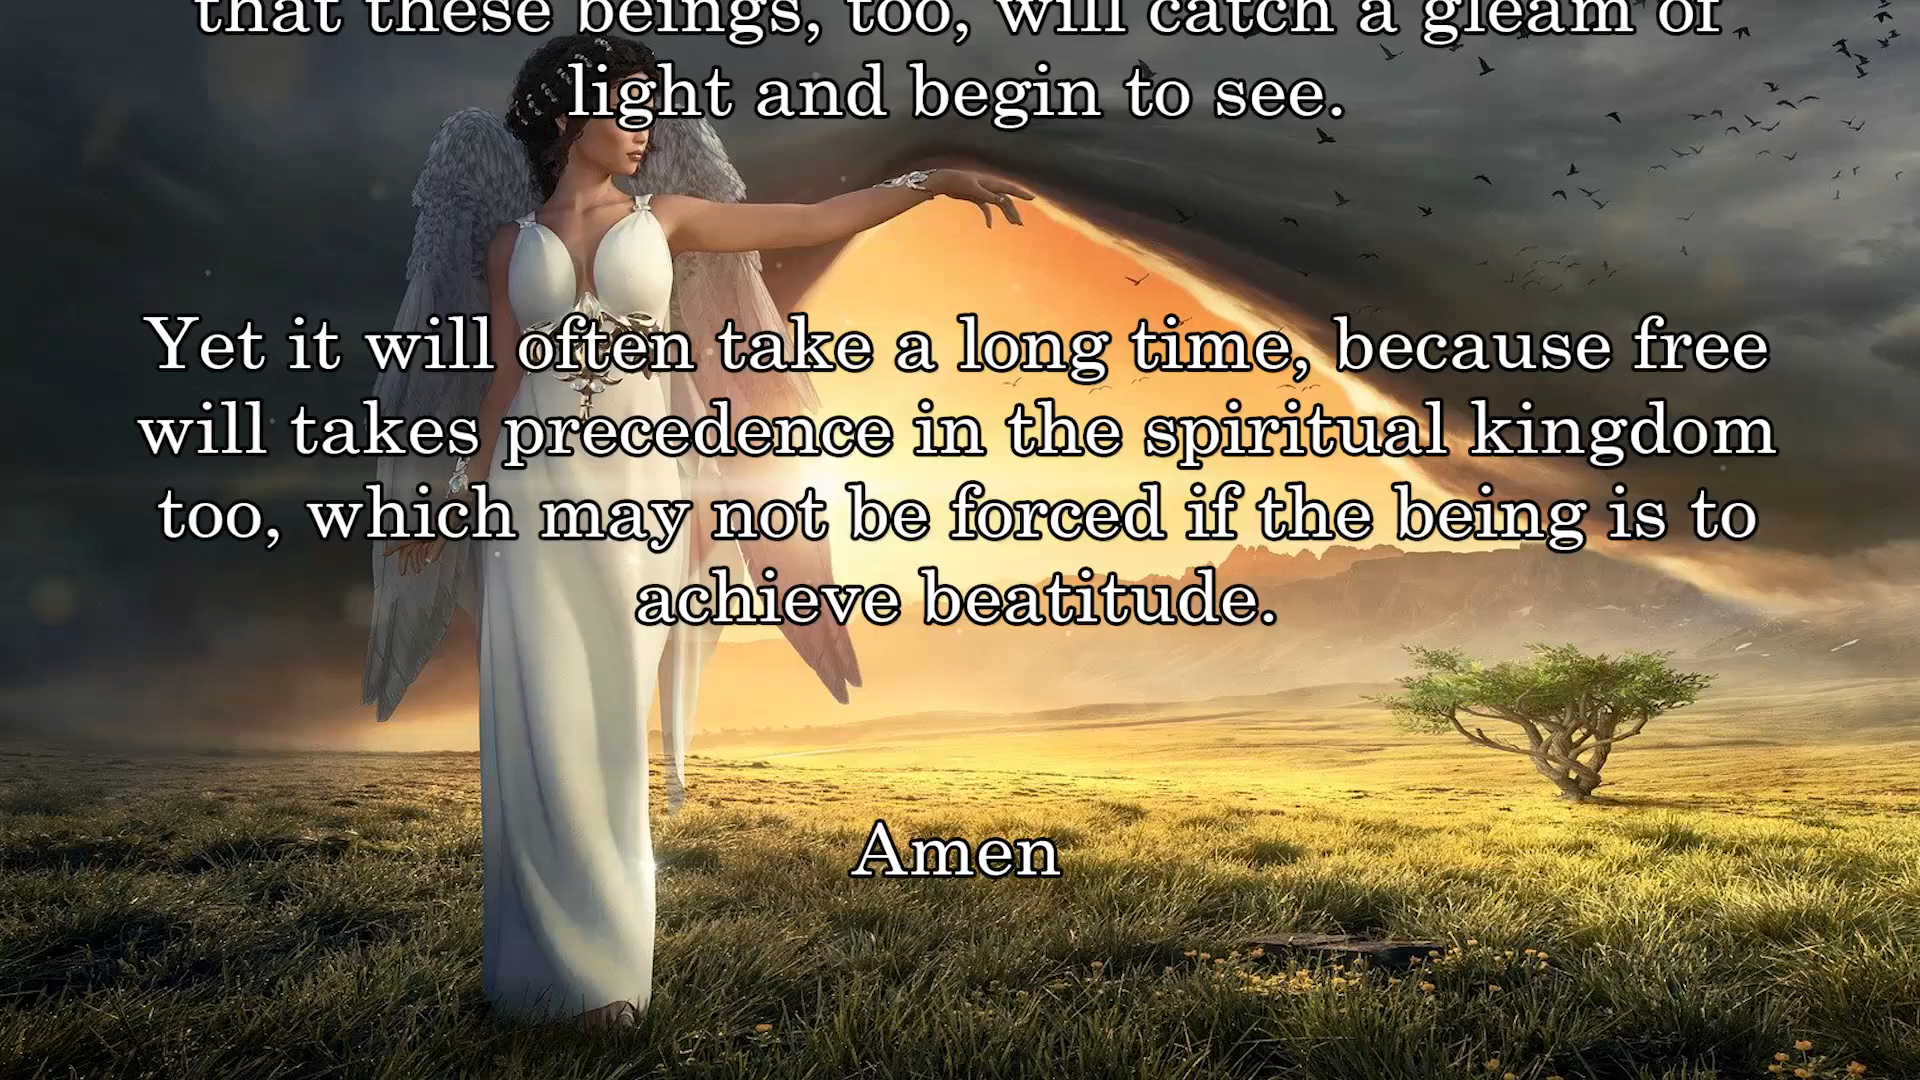 that these beings, too, will catch a gleam of
light and begin to see.
Yet it will often take a long time, because free
will takes precedence in the spiritual kingdom
too, which may not be forced if the being is to
achieve beatitude.
Amen